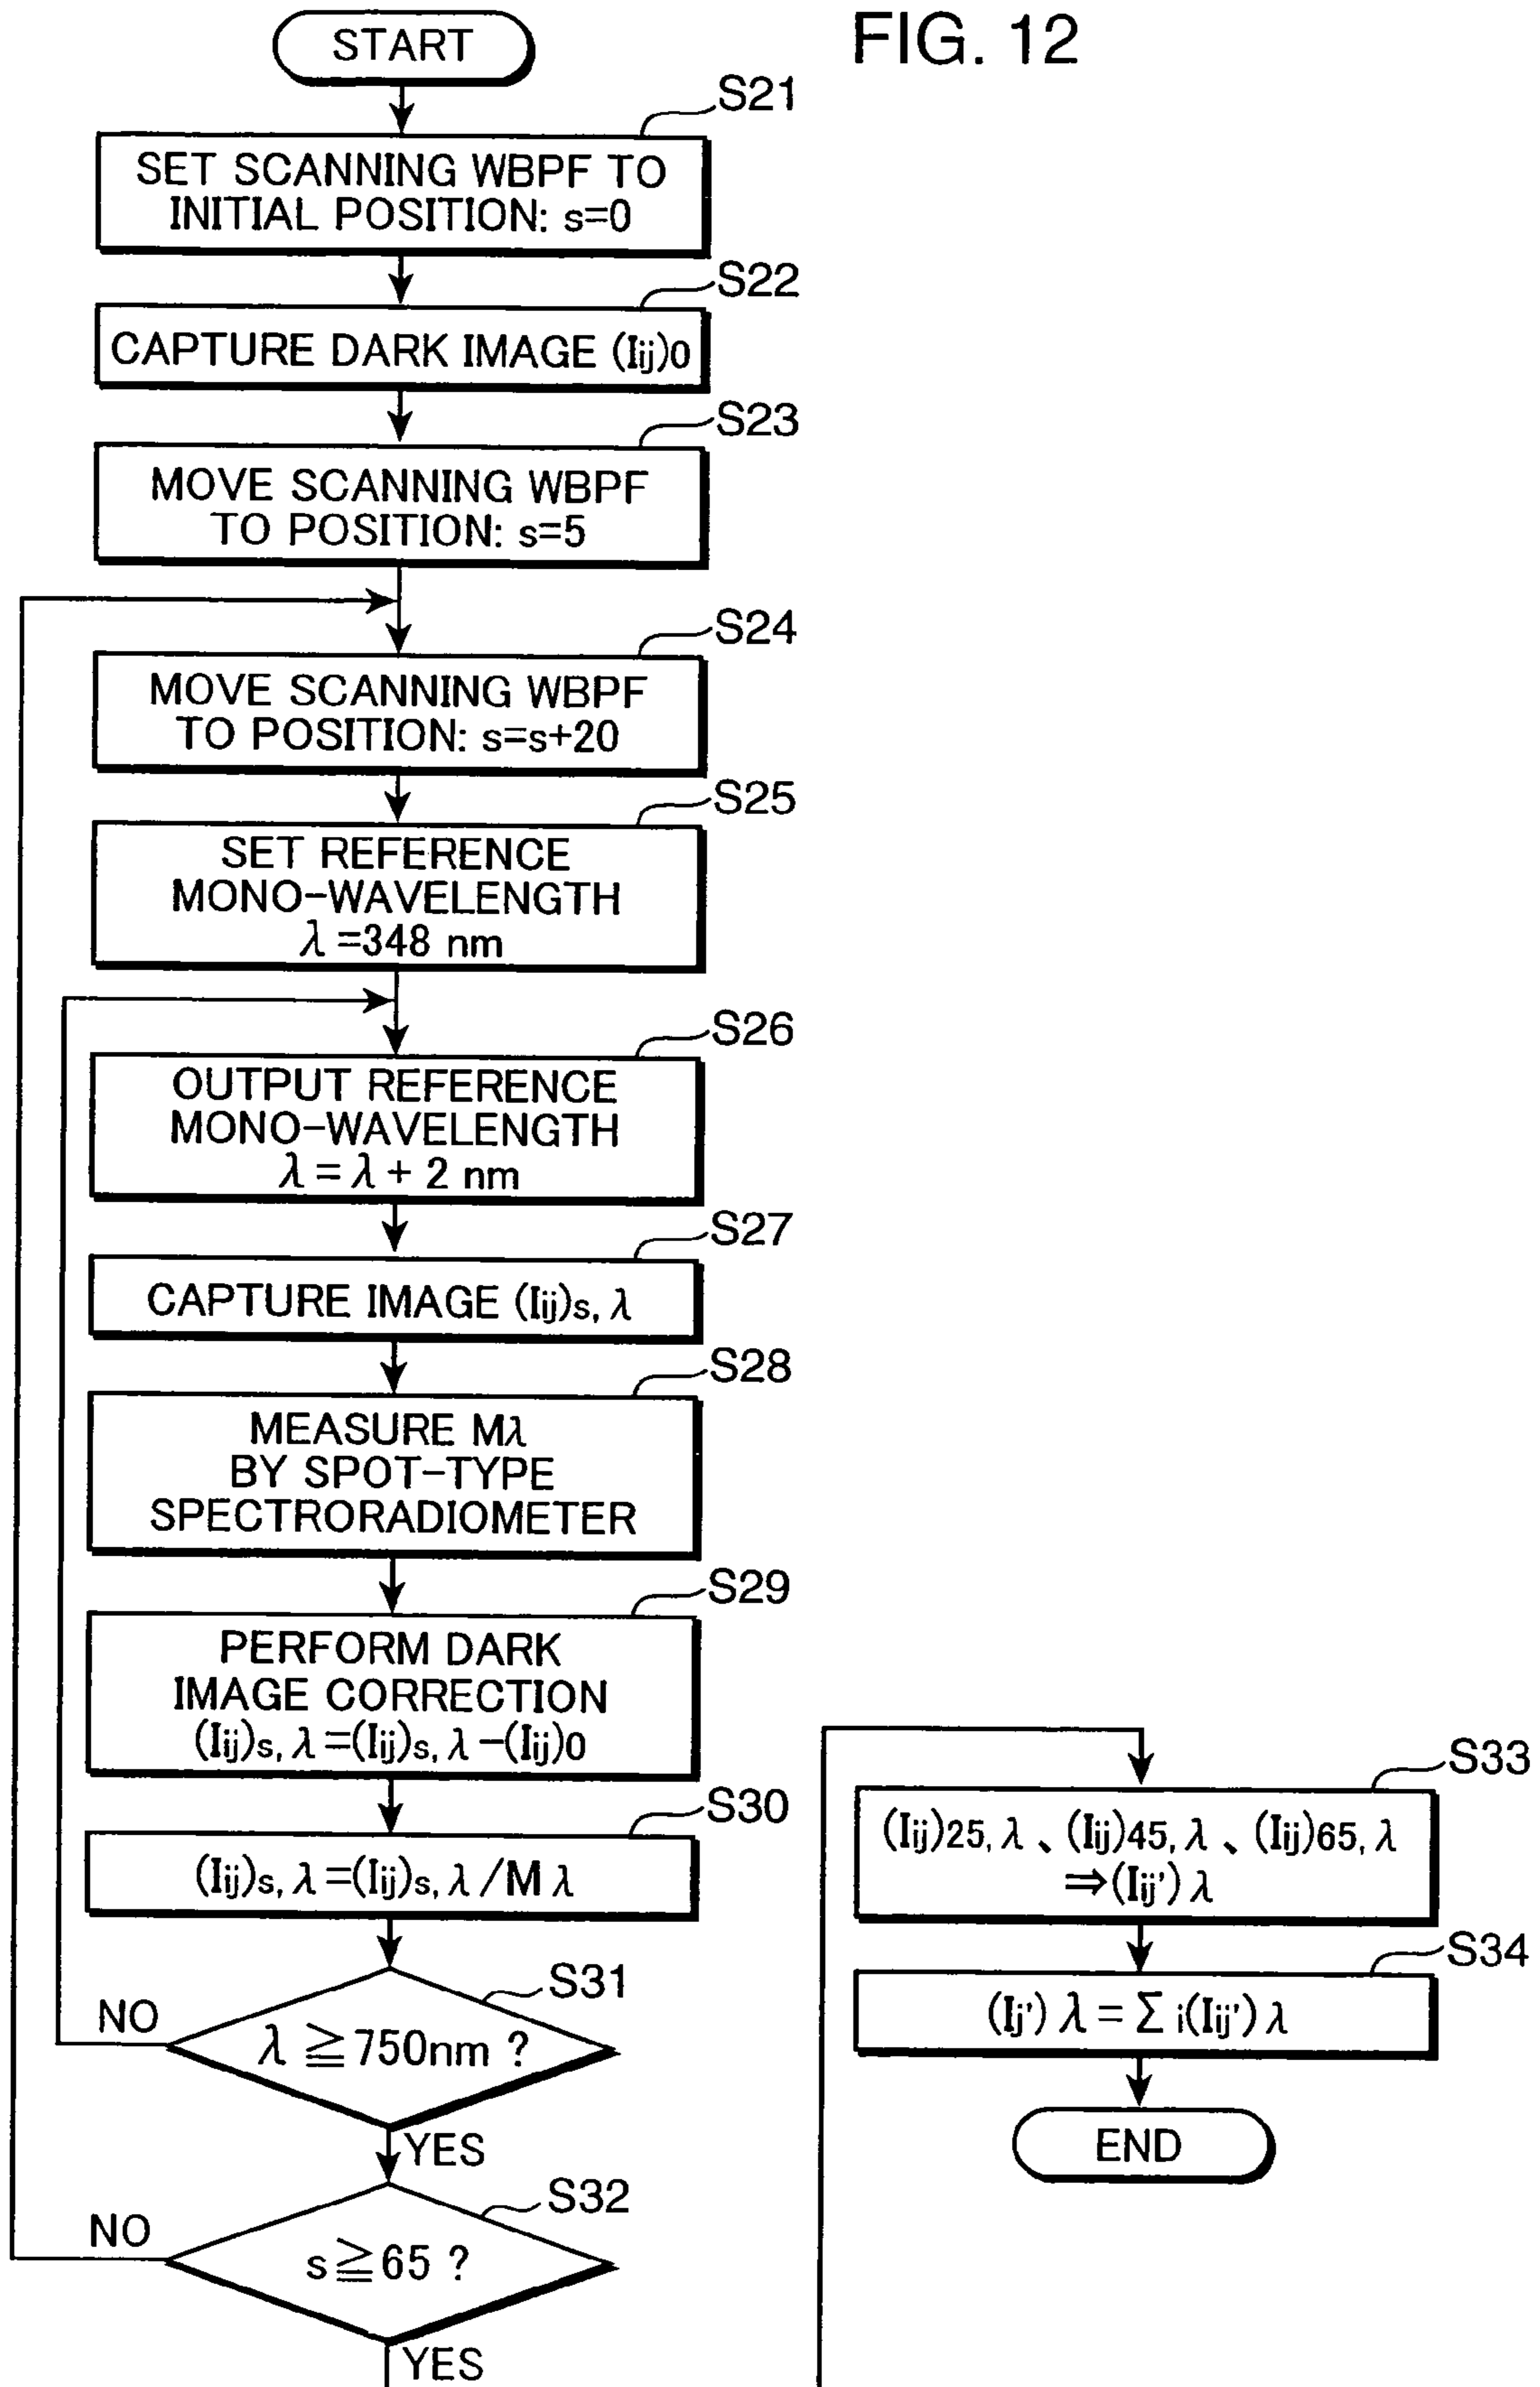 FIG. 12
START
S21
SET SCANNING WBPF TO
INITIAL POSITION: s=0
S22
CAPTURE DARK IMAGE (Iij)0
S23
MOVE SCANNING WBPF
TO POSITION: s=5
S24
MOVE SCANNING WBPF
TO POSITION: s=s+20
S25
SET REFERENCE
MONO-WAVELENGTH
λ =348 nm
S26
OUTPUT REFERENCE
MONO-WAVELENGTH
λ = λ + 2 nm
S27
CAPTURE IMAGE (Iij)s, λ
S28
MEASURE Mλ
BY SPOT-TYPE
SPECTRORADIOMETER
S29
PERFORM DARK
IMAGE CORRECTION
(Iij)s, λ =(Iij)s, λ −(Iij)0
S30
(Iij)s, λ =(Iij)s, λ /M λ
S31
λ ≧ 750nm ?
NO
YES
S32
s≧65 ?
NO
YES
S33
(Iij)25, λ 、(Iij)45, λ 、(Iij)65, λ
⇒(Iij') λ
S34
(Ij') λ = Σ i(Iij') λ
END